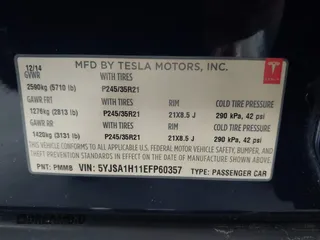 12/14 MFD BY TESLA MOTORS, INC.
GVWR WITH TIRES
2590kg (5710 lb) P245/35R21
GAWR FRT WITH TIRES RIM COLD TIRE PRESSURE
1276kg (2813 lb) P245/35R21 21X8.5 J 290 kPa, 42 psi
GAWR RR WITH TIRES RIM COLD TIRE PRESSURE
1420kg (3131 lb) P245/35R21 21X8.5 J 290 kPa, 42 psi
THIS VEHICLE CONFORMS TO ALL APPLICABLE U.S. FEDERAL MOTOR VEHICLE SAFETY, BUMPER, AND
THEFT PREVENTION STANDARDS IN EFFECT ON THE DATE OF MANUFACTURE SHOWN ABOVE.
PNT: PMMB VIN: 5YJSA1H11EFP60357 TYPE: PASSENGER CAR
TESLA